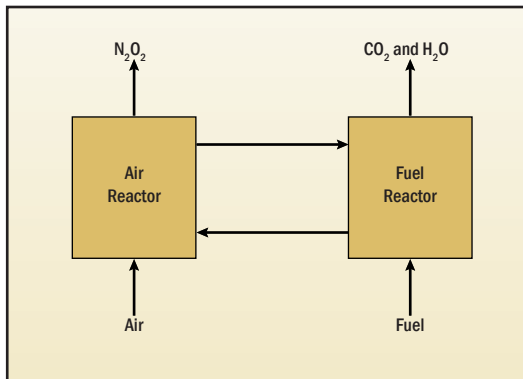 N₂O₂
CO₂ and H₂O
Air
Reactor
Fuel
Reactor
Air
Fuel